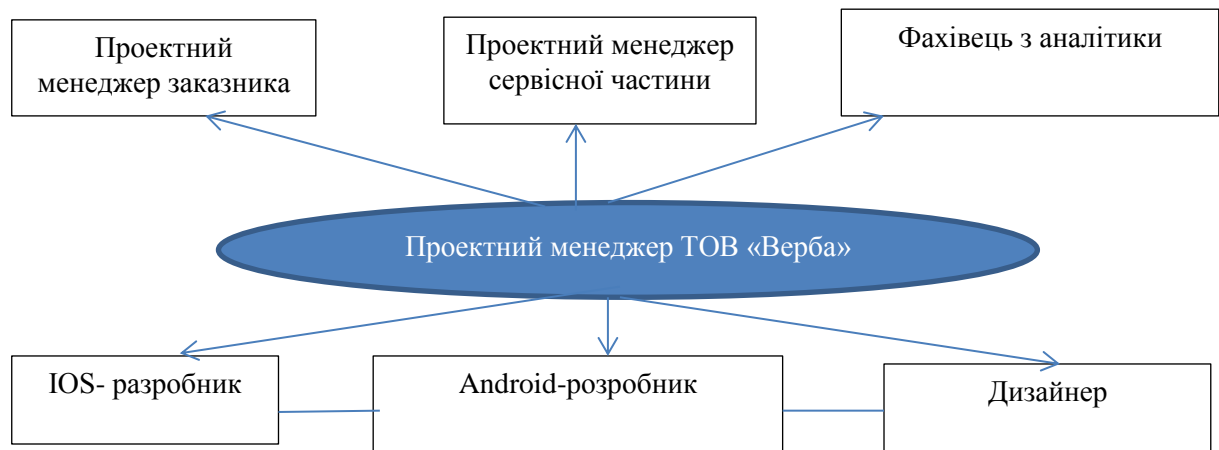 Проектний
менеджер заказника
Проектний менеджер
сервісної частини
Фахівець з аналітики
Проектний менеджер ТОВ «Верба»
IOS- разробник
Android-розробник
Дизайнер